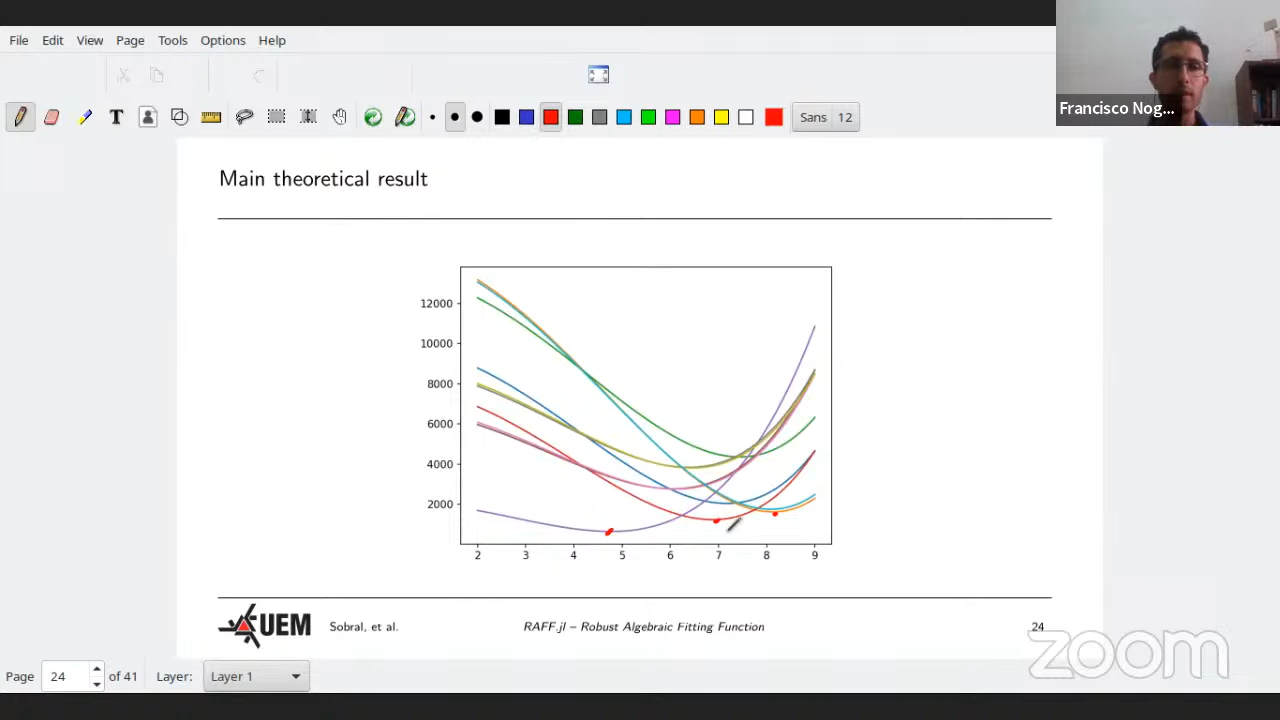 File Edit View Page Tools Options Help
Francisco Nog...
T Sans 12
Main theoretical result
12000
10000
8000
6000
4000
2000
2 3 4 5 6 7 8 9
UEM Sobral, et al. RAFF.jl – Robust Algebraic Fitting Function 24
zoom
Page 24 of 41 Layer: Layer 1